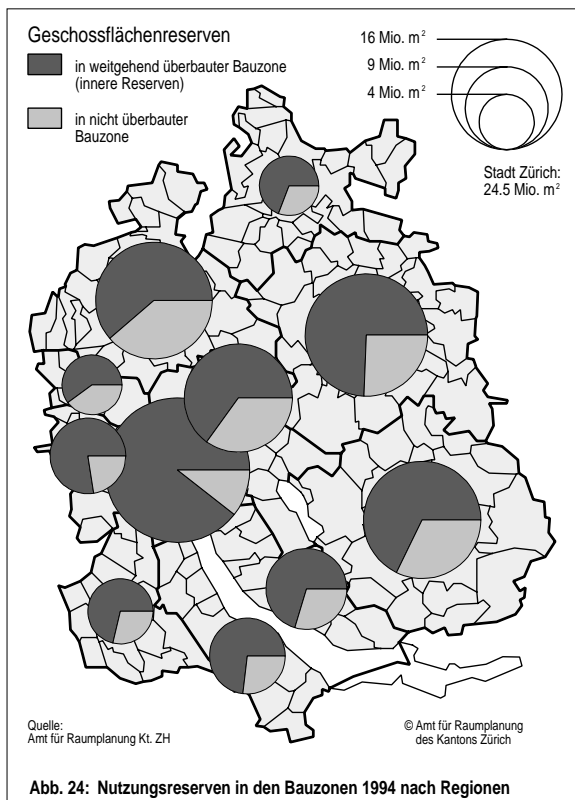 Geschossflächenreserven
in weitgehend überbauter Bauzone
(innere Reserven)
in nicht überbauter
Bauzone
16 Mio. m²
9 Mio. m²
4 Mio. m²
Stadt Zürich:
24.5 Mio. m²
Quelle:
Amt für Raumplanung Kt. ZH
© Amt für Raumplanung
des Kantons Zürich
Abb. 24: Nutzungsreserven in den Bauzonen 1994 nach Regionen